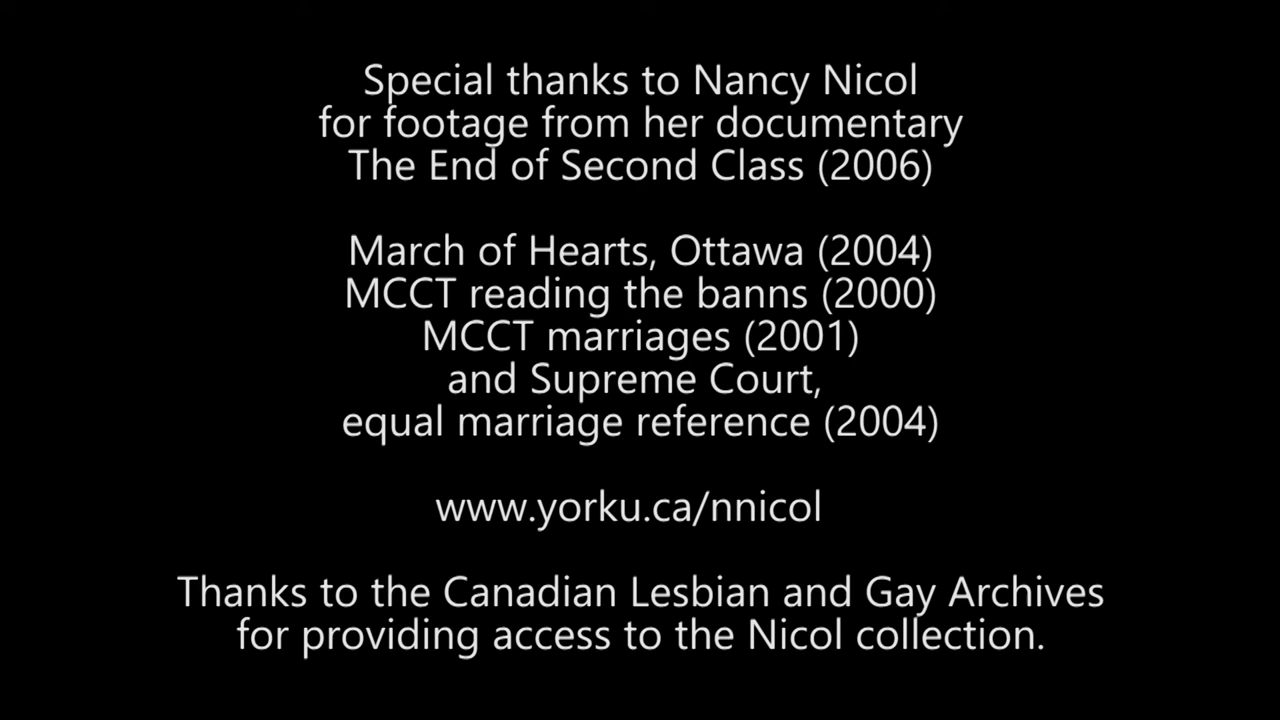 Special thanks to Nancy Nicol
for footage from her documentary
The End of Second Class (2006)
March of Hearts, Ottawa (2004)
MCCT reading the banns (2000)
MCCT marriages (2001)
and Supreme Court,
equal marriage reference (2004)
www.yorku.ca/nnicol
Thanks to the Canadian Lesbian and Gay Archives
for providing access to the Nicol collection.